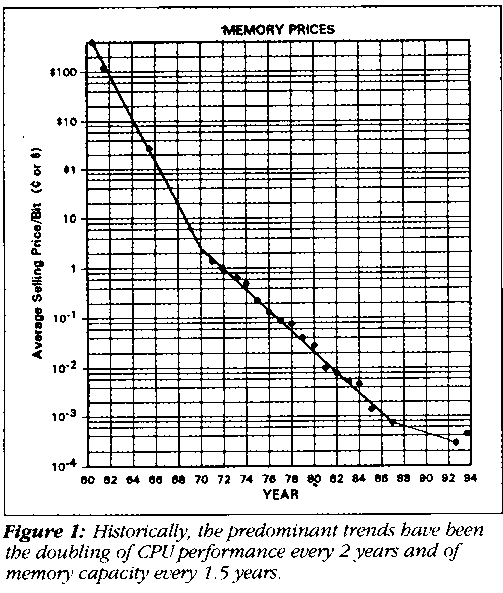 MEMORY PRICES
$100
$10
$1
10
1
10-1
10-2
10-3
10-4
Average Selling Price/Bit (¢ or $)
60 62 64 66 68 70 72 74 76 78 80 82 84 86 88 90 92 94
YEAR
Figure 1: Historically, the predominant trends have been
the doubling of CPU performance every 2 years and of
memory capacity every 1.5 years.